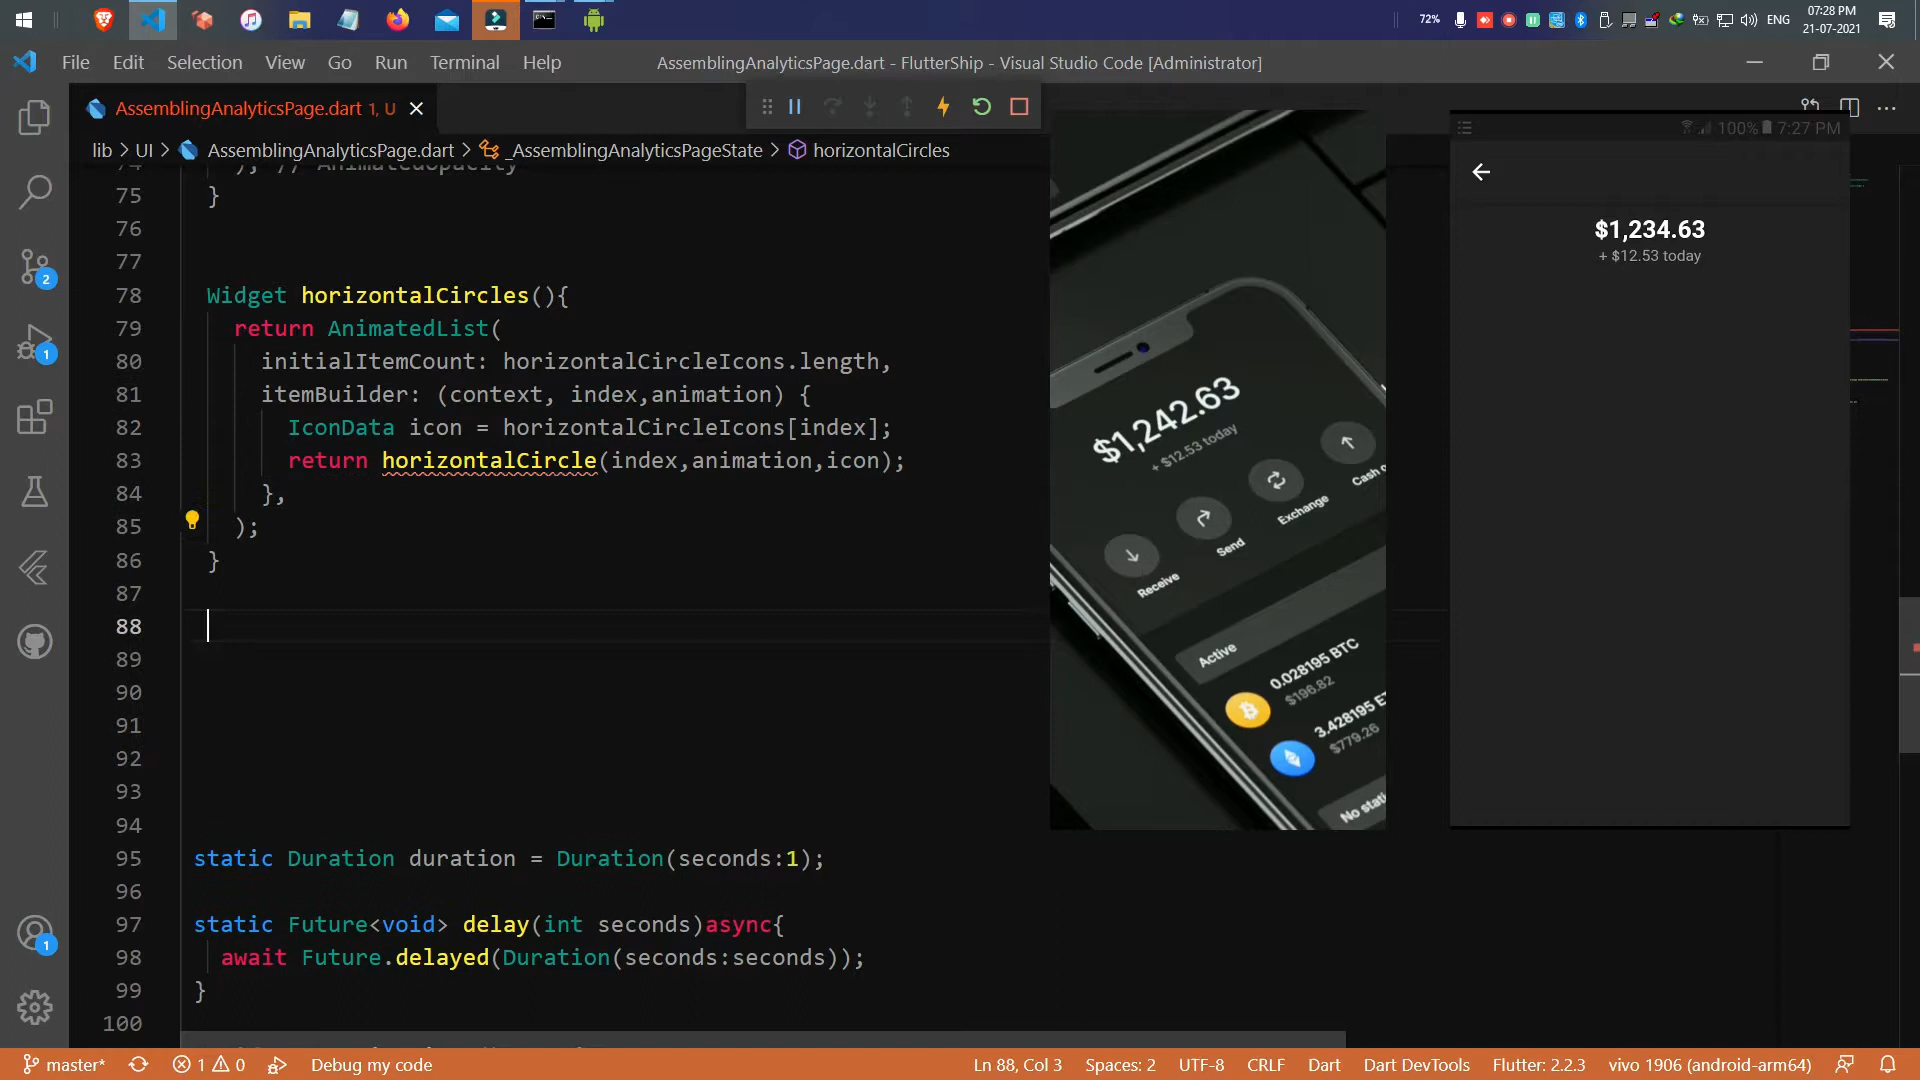 72%
ENG
07:28 PM
21-07-2021
File Edit Selection View Go Run Terminal Help
AssemblingAnalyticsPage.dart - FlutterShip - Visual Studio Code [Administrator]
AssemblingAnalyticsPage.dart 1, U
lib > UI > AssemblingAnalyticsPage.dart > _AssemblingAnalyticsPageState > horizontalCircles
74 ); // AnimatedOpacity
75 }
76
77
78 Widget horizontalCircles(){
79 return AnimatedList(
80 initialItemCount: horizontalCircleIcons.length,
81 itemBuilder: (context, index,animation) {
82 IconData icon = horizontalCircleIcons[index];
83 return horizontalCircle(index,animation,icon);
84 },
85 );
86 }
87
88
89
90
91
92
93
94
95 static Duration duration = Duration(seconds:1);
96
97 static Future<void> delay(int seconds)async{
98 await Future.delayed(Duration(seconds:seconds));
99 }
100
2
1
1
$1,242.63
+ $12.53 today
Receive
Send
Exchange
Cash
Active
0.028195 BTC
$196.82
3.428195
$779.26
No
100% 7:27 PM
$1,234.63
+ $12.53 today
master* 1 0 Debug my code
Ln 88, Col 3 Spaces: 2 UTF-8 CRLF Dart Dart DevTools Flutter: 2.2.3 vivo 1906 (android-arm64)